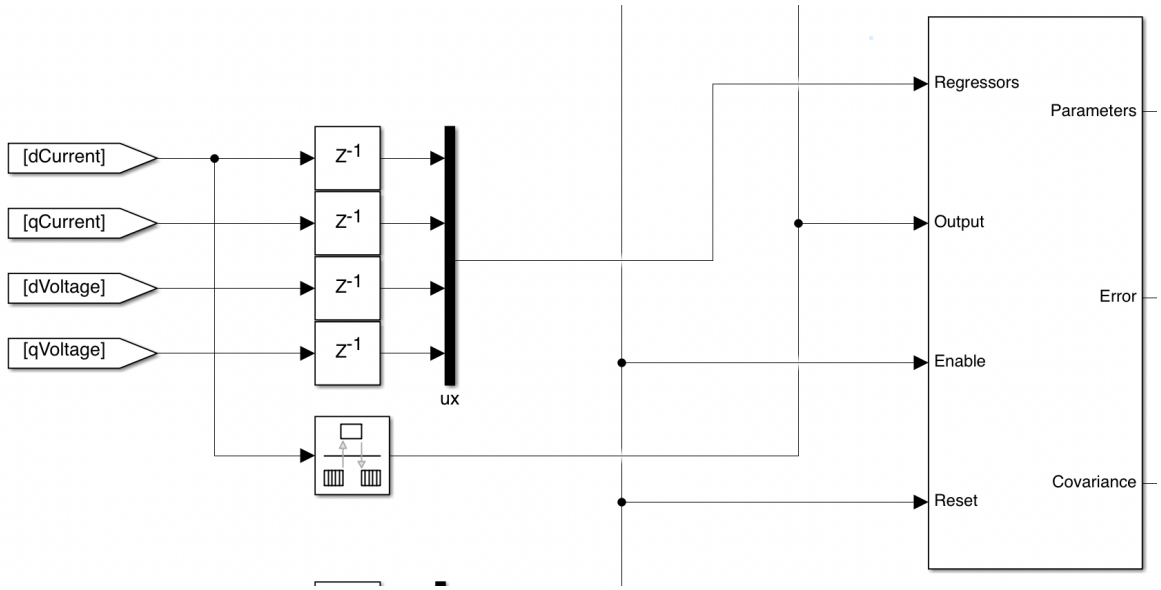 [dCurrent]
[qCurrent]
[dVoltage]
[qVoltage]
Z-1
Z-1
Z-1
Z-1
ux
Regressors
Output
Enable
Reset
Parameters
Error
Covariance